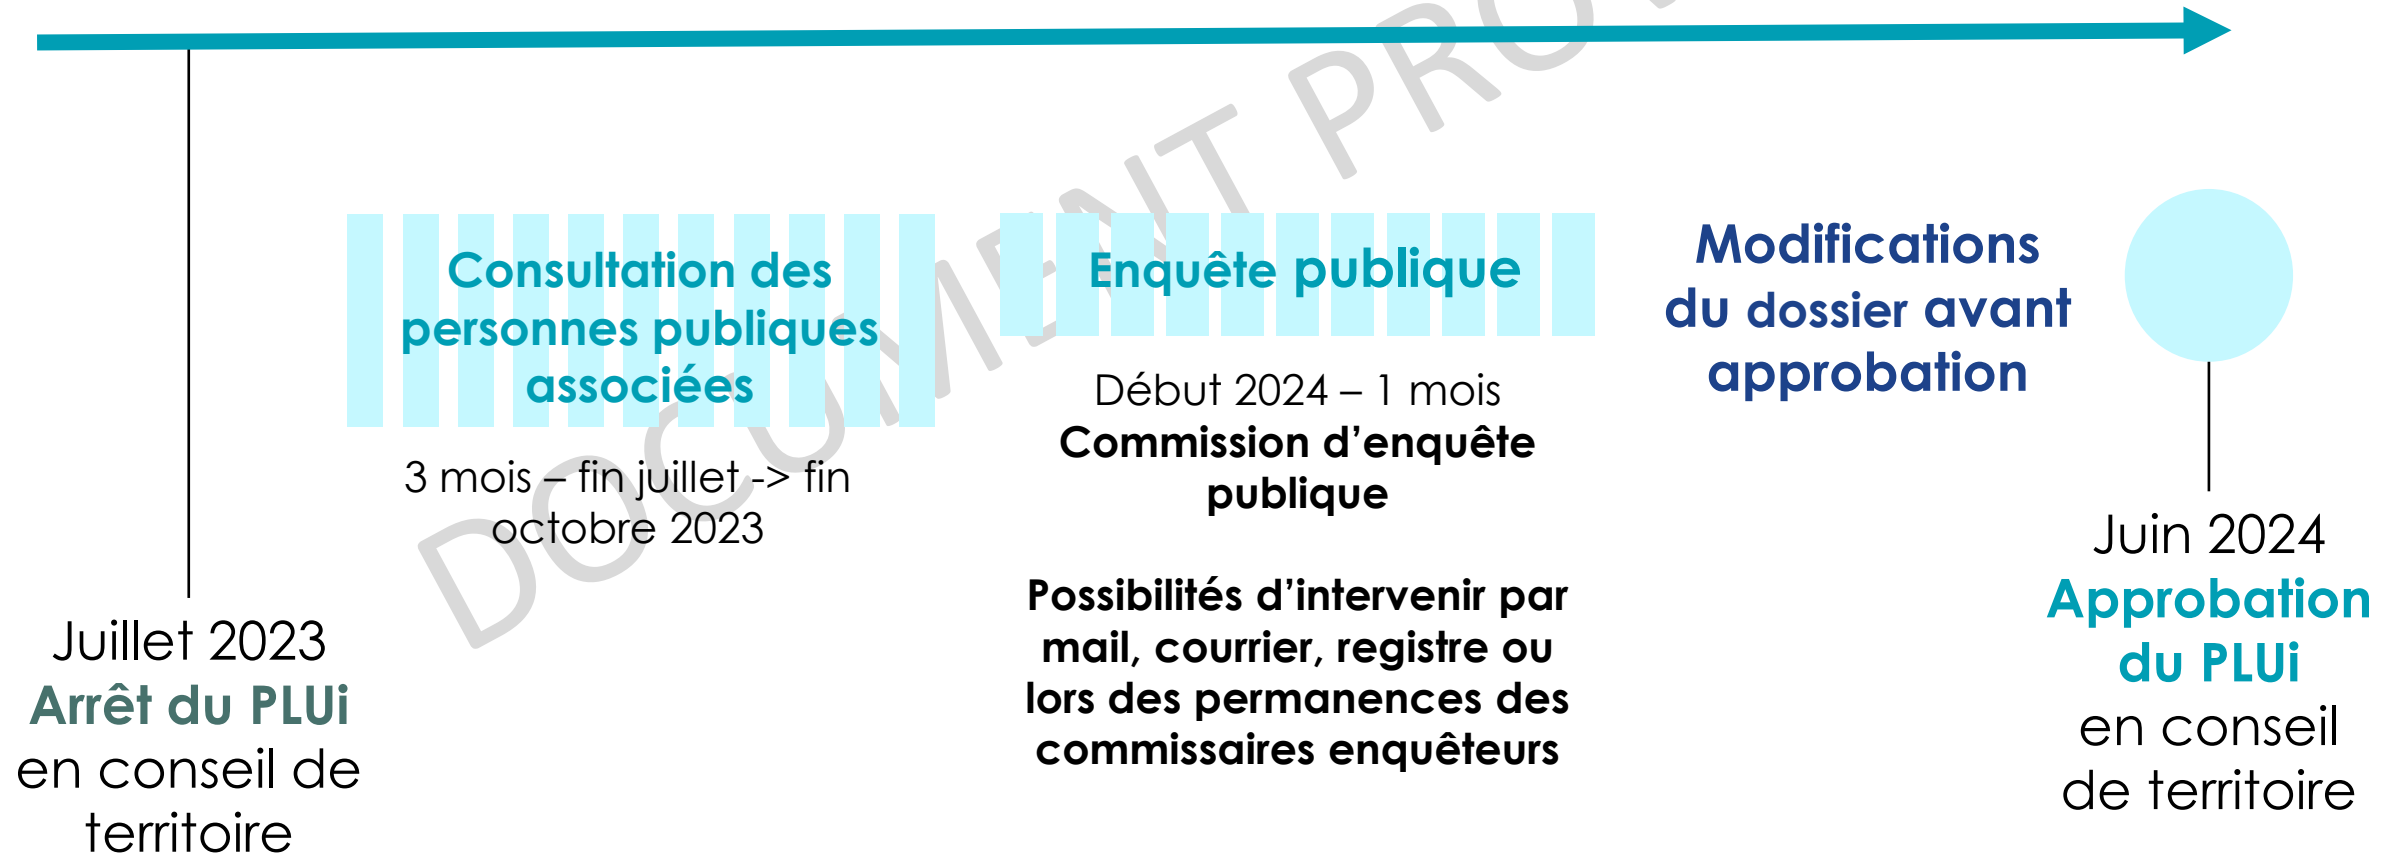 Juillet 2023
Arrêt du PLUi
en conseil de
territoire
Consultation des
personnes publiques
associées
3 mois – fin juillet -> fin
octobre 2023
Enquête publique
Début 2024 – 1 mois
Commission d’enquête
publique
Possibilités d’intervenir par
mail, courrier, registre ou
lors des permanences des
commissaires enquêteurs
Modifications
du dossier avant
approbation
Juin 2024
Approbation
du PLUi
en conseil
de territoire
DOCUMENT